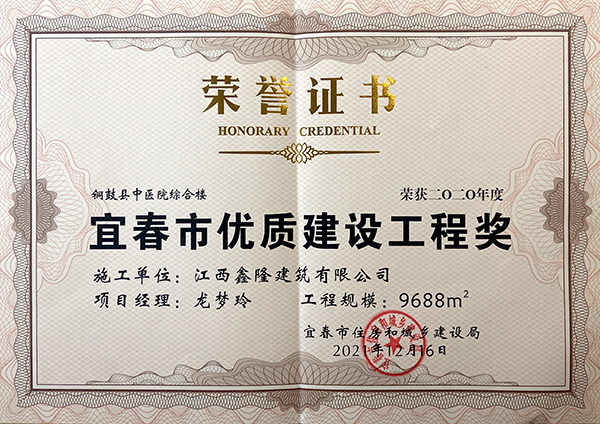 荣誉证书
HONORARY CREDENTIAL
铜鼓县中医院综合楼 荣获二〇二〇年度
宜春市优质建设工程奖
施工单位：江西鑫隆建筑有限公司
项目经理：龙梦玲 工程规模：9688m²
宜春市住房和城乡建设局
2021年12月16日